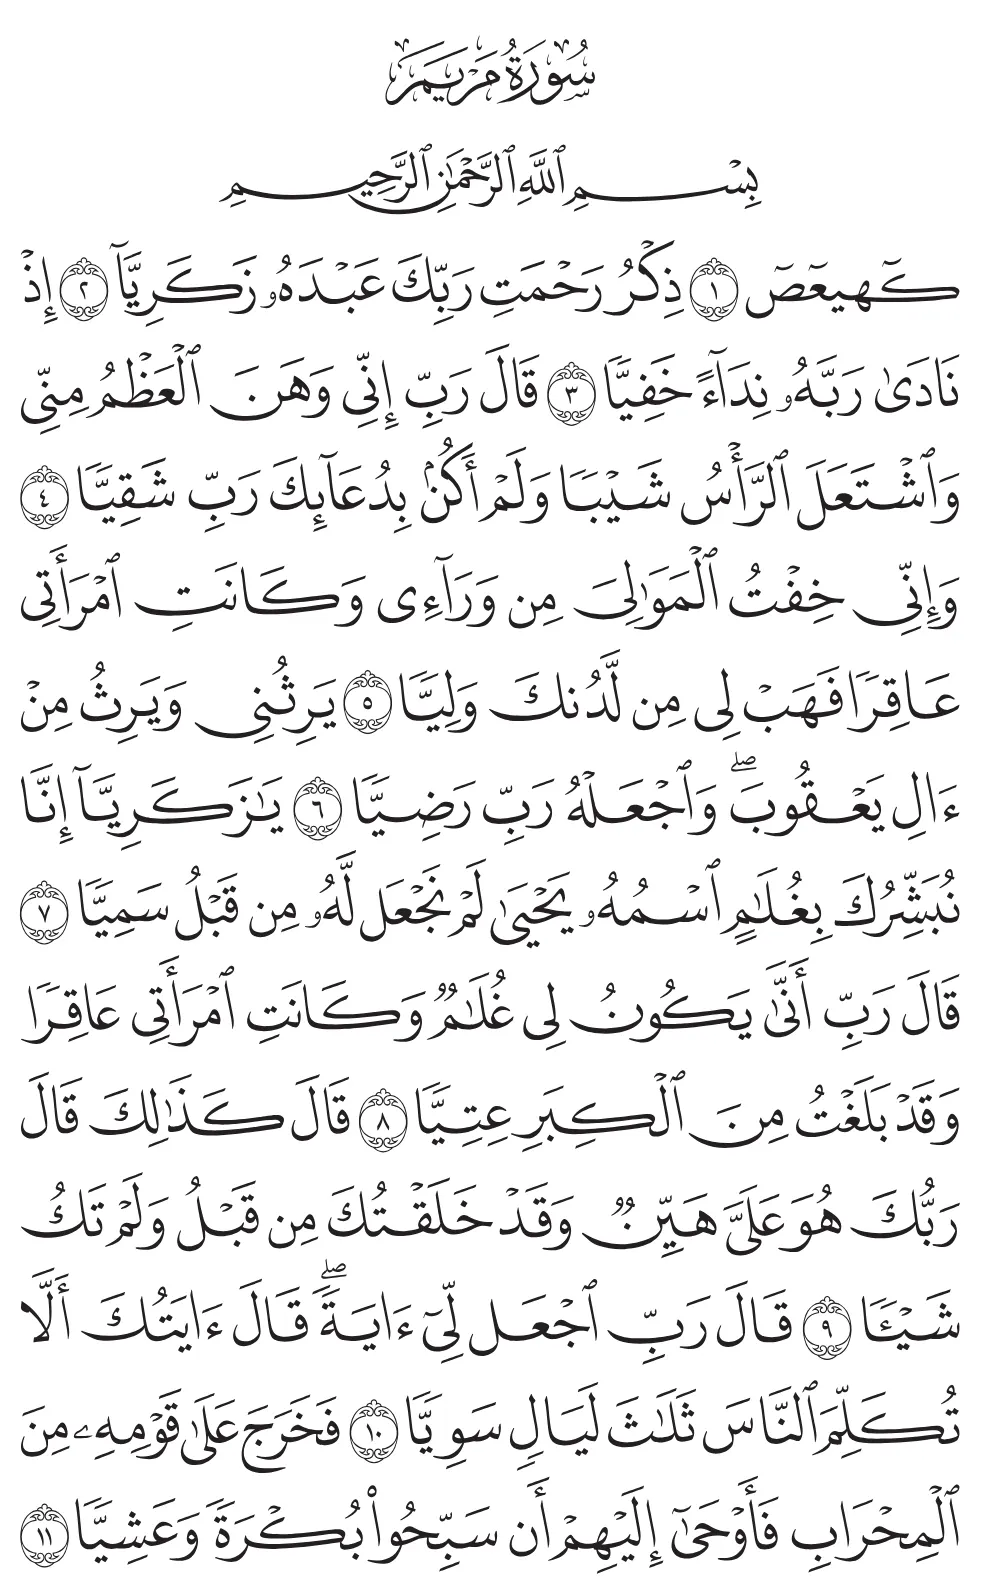 سُورَةُ مَرۡيَمَ
بِسۡمِ ٱللَّهِ ٱلرَّحۡمَٰنِ ٱلرَّحِيمِ
كٓهيعٓصٓ ١ ذِكۡرُ رَحۡمَتِ رَبِّكَ عَبۡدَهُۥ زَكَرِيَّآ ٢ إِذۡ
نَادَىٰ رَبَّهُۥ نِدَآءً خَفِيّٗا ٣ قَالَ رَبِّ إِنِّي وَهَنَ ٱلۡعَظۡمُ مِنِّي
وَٱشۡتَعَلَ ٱلرَّأۡسُ شَيۡبٗا وَلَمۡ أَكُنۢ بِدُعَآئِكَ رَبِّ شَقِيّٗا ٤
وَإِنِّي خِفۡتُ ٱلۡمَوَٰلِيَ مِن وَرَآءِي وَكَانَتِ ٱمۡرَأَتِي
عَاقِرٗا فَهَبۡ لِي مِن لَّدُنكَ وَلِيّٗا ٥ يَرِثُنِي وَيَرِثُ مِنۡ
ءَالِ يَعۡقُوبَۖ وَٱجۡعَلۡهُ رَبِّ رَضِيّٗا ٦ يَٰزَكَرِيَّآ إِنَّا
نُبَشِّرُكَ بِغُلَٰمٍ ٱسۡمُهُۥ يَحۡيَىٰ لَمۡ نَجۡعَل لَّهُۥ مِن قَبۡلُ سَمِيّٗا ٧
قَالَ رَبِّ أَنَّىٰ يَكُونُ لِي غُلَٰمٞ وَكَانَتِ ٱمۡرَأَتِي عَاقِرٗا
وَقَدۡ بَلَغۡتُ مِنَ ٱلۡكِبَرِ عِتِيّٗا ٨ قَالَ كَذَٰلِكَ قَالَ
رَبُّكَ هُوَ عَلَيَّ هَيِّنٞ وَقَدۡ خَلَقۡتُكَ مِن قَبۡلُ وَلَمۡ تَكُ
شَيۡـٔٗا ٩ قَالَ رَبِّ ٱجۡعَل لِّيٓ ءَايَةٗۖ قَالَ ءَايَتُكَ أَلَّا
تُكَلِّمَ ٱلنَّاسَ ثَلَٰثَ لَيَالٖ سَوِيّٗا ١٠ فَخَرَجَ عَلَىٰ قَوۡمِهِۦ مِنَ
ٱلۡمِحۡرَابِ فَأَوۡحَىٰٓ إِلَيۡهِمۡ أَن سَبِّحُواْ بُكۡرَةٗ وَعَشِيّٗا ١١